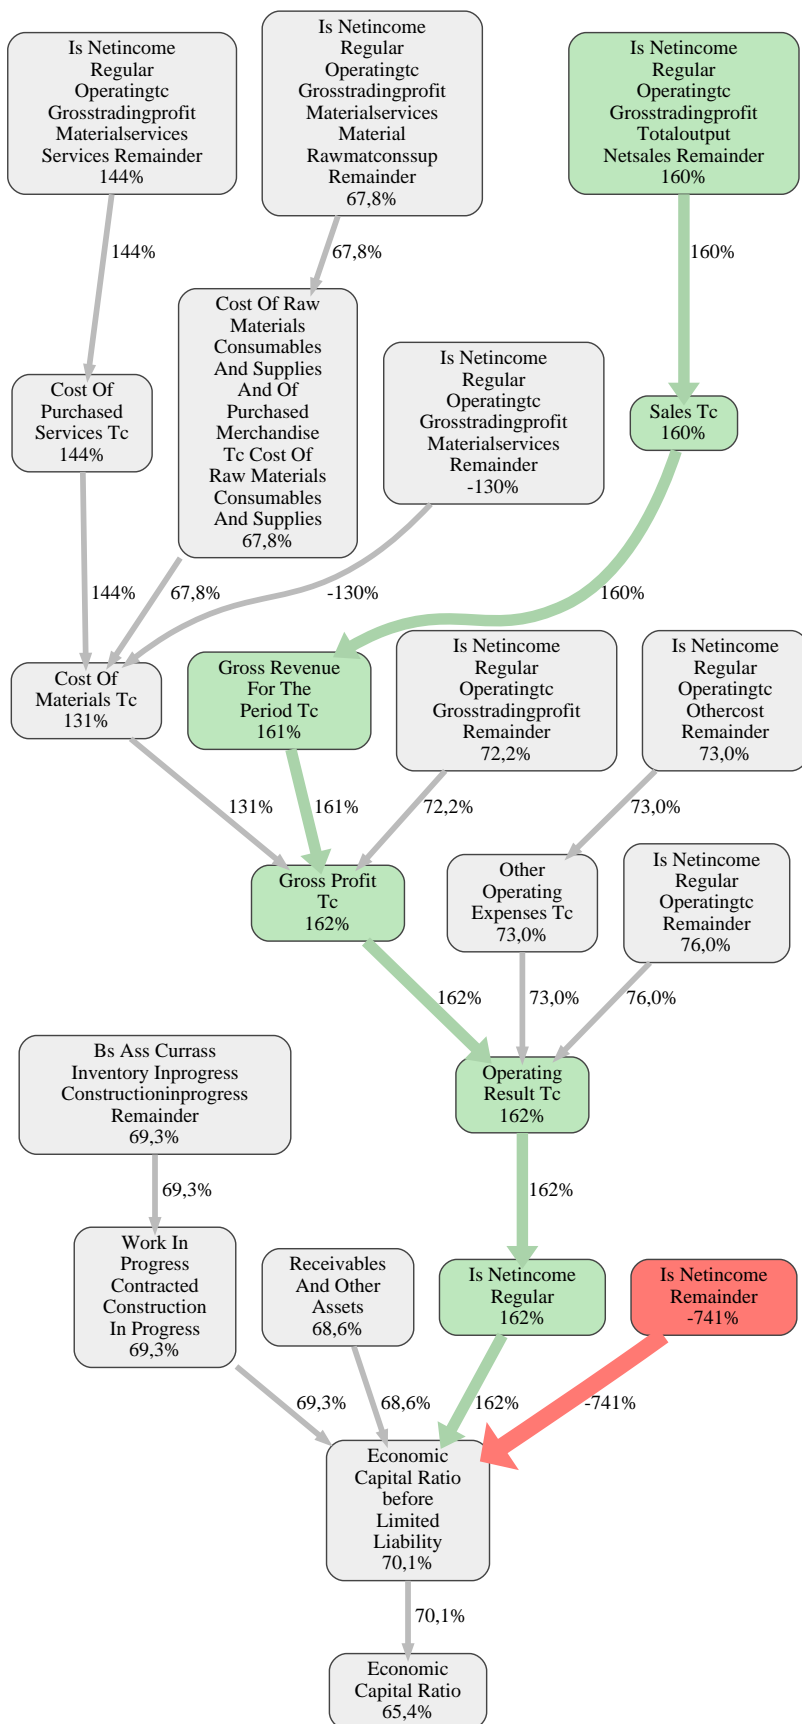 Is Netincome
Regular
Operatingtc
Grosstradingprofit
Materialservices
Services Remainder
144%
Is Netincome
Regular
Operatingtc
Grosstradingprofit
Materialservices
Material
Rawmatconssup
Remainder
67,8%
Is Netincome
Regular
Operatingtc
Grosstradingprofit
Totaloutput
Netsales Remainder
160%
144%
67,8%
160%
Cost Of
Purchased
Services Tc
144%
Cost Of Raw
Materials
Consumables
And Supplies
And Of
Purchased
Merchandise
Tc Cost Of
Raw Materials
Consumables
And Supplies
67,8%
Is Netincome
Regular
Operatingtc
Grosstradingprofit
Materialservices
Remainder
-130%
Sales Tc
160%
144%
67,8%
-130%
160%
Cost Of
Materials Tc
131%
Gross Revenue
For The
Period Tc
161%
Is Netincome
Regular
Operatingtc
Grosstradingprofit
Remainder
72,2%
Is Netincome
Regular
Operatingtc
Othercost
Remainder
73,0%
131%
161%
72,2%
73,0%
Gross Profit
Tc
162%
Other
Operating
Expenses Tc
73,0%
Is Netincome
Regular
Operatingtc
Remainder
76,0%
162%
73,0%
76,0%
Bs Ass Currass
Inventory Inprogress
Constructioninprogress
Remainder
69,3%
Operating
Result Tc
162%
69,3%
162%
Work In
Progress
Contracted
Construction
In Progress
69,3%
Receivables
And Other
Assets
68,6%
Is Netincome
Regular
162%
Is Netincome
Remainder
-741%
69,3%
68,6%
162%
-741%
Economic
Capital Ratio
before
Limited
Liability
70,1%
70,1%
Economic
Capital Ratio
65,4%